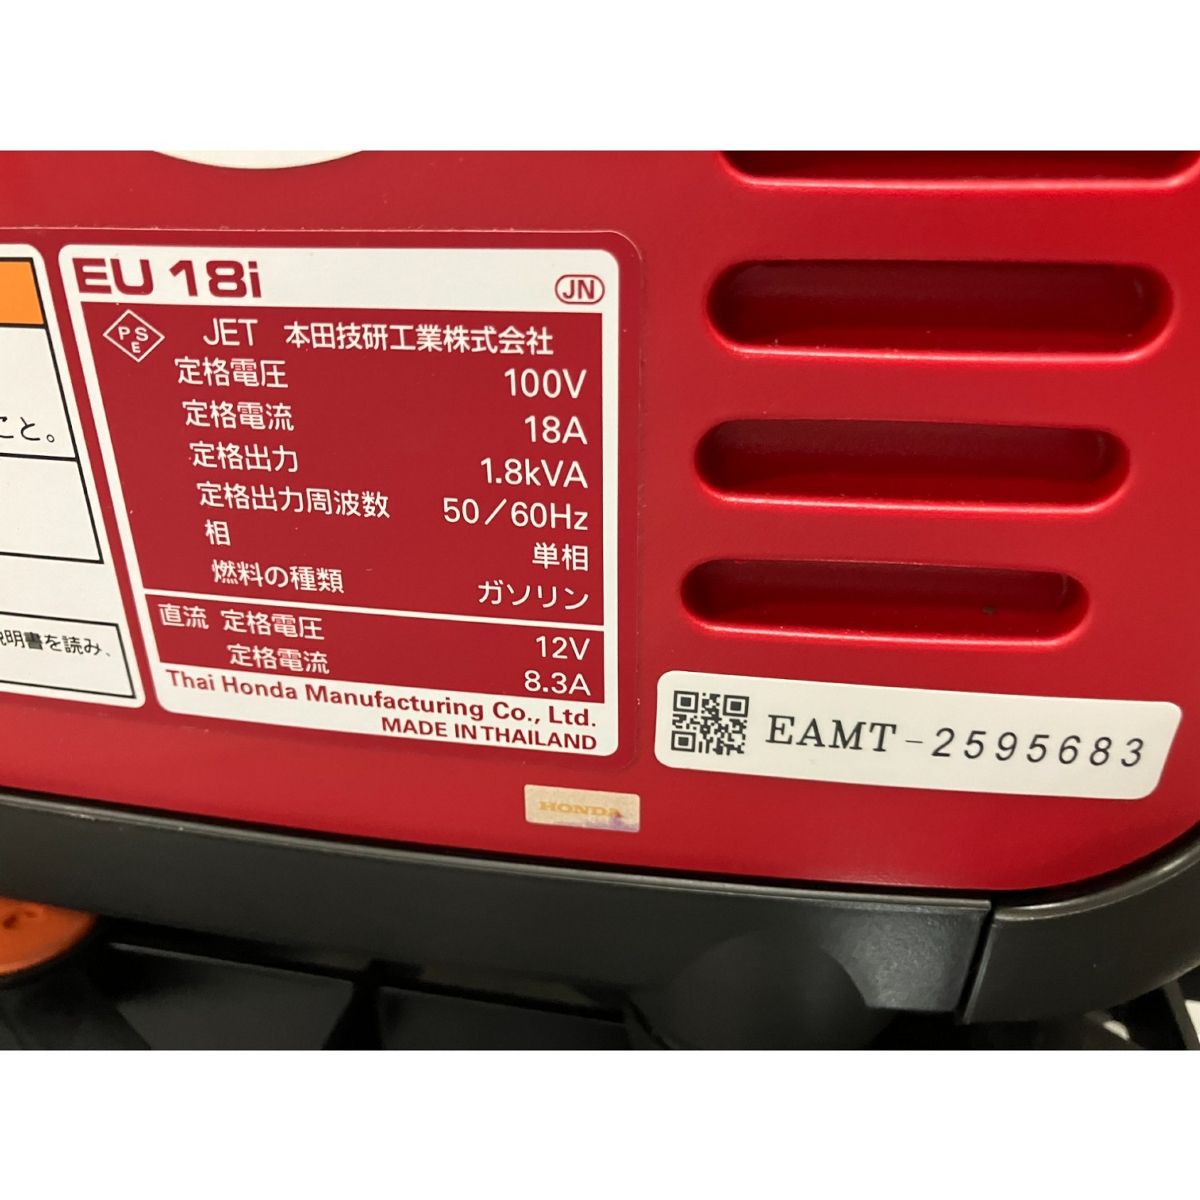 EU 18i
JN
PSE JET 本田技研工業株式会社
定格電圧 100V
定格電流 18A
定格出力 1.8kVA
定格出力周波数 50/60Hz
相 単相
燃料の種類 ガソリン
直流 定格電圧 12V
定格電流 8.3A
Thai Honda Manufacturing Co., Ltd.
MADE IN THAILAND
こと。
明書を読み、
EAMT-2595683
HONDA